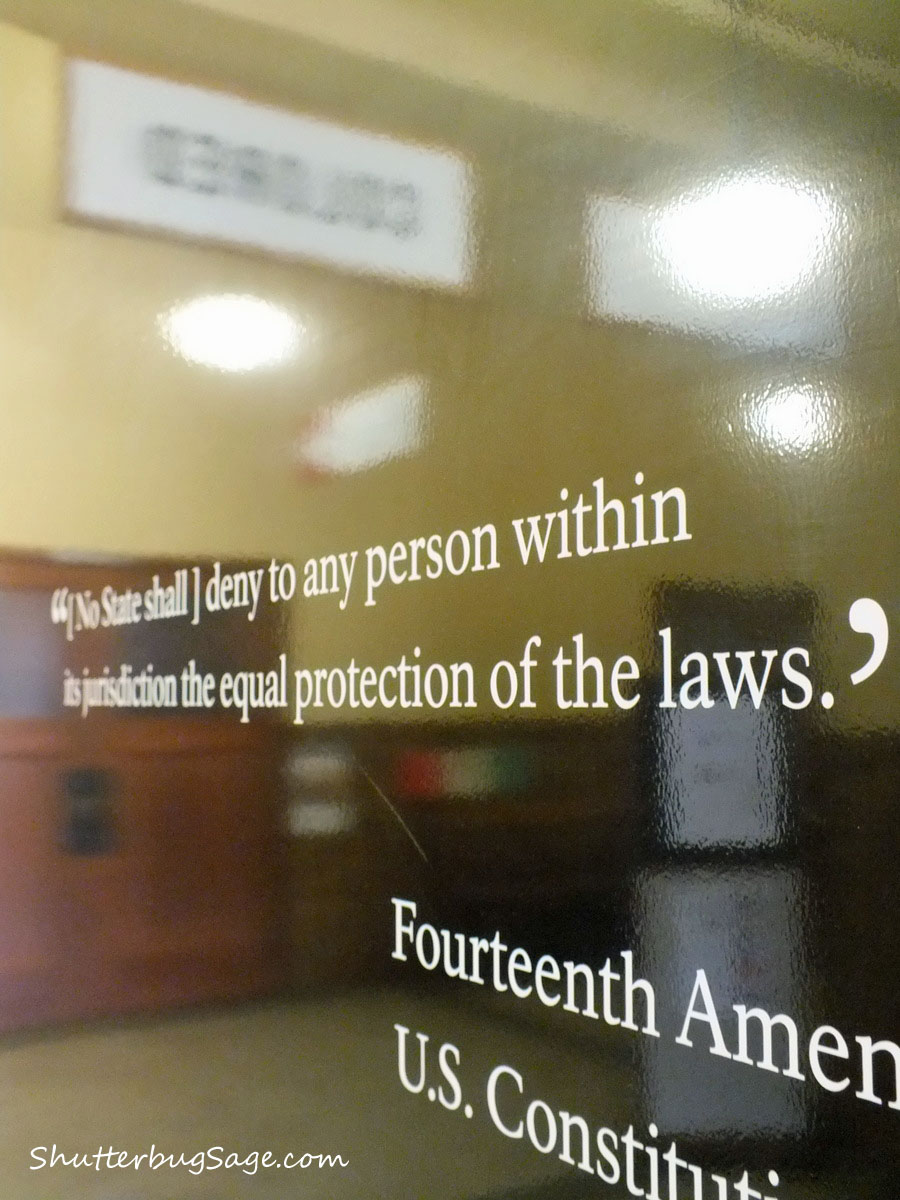 COLORED
“[ No State shall ] deny to any person within
its jurisdiction the equal protection of the laws.’
Fourteenth Amen
U.S. Constituti
ShutterbugSage.com